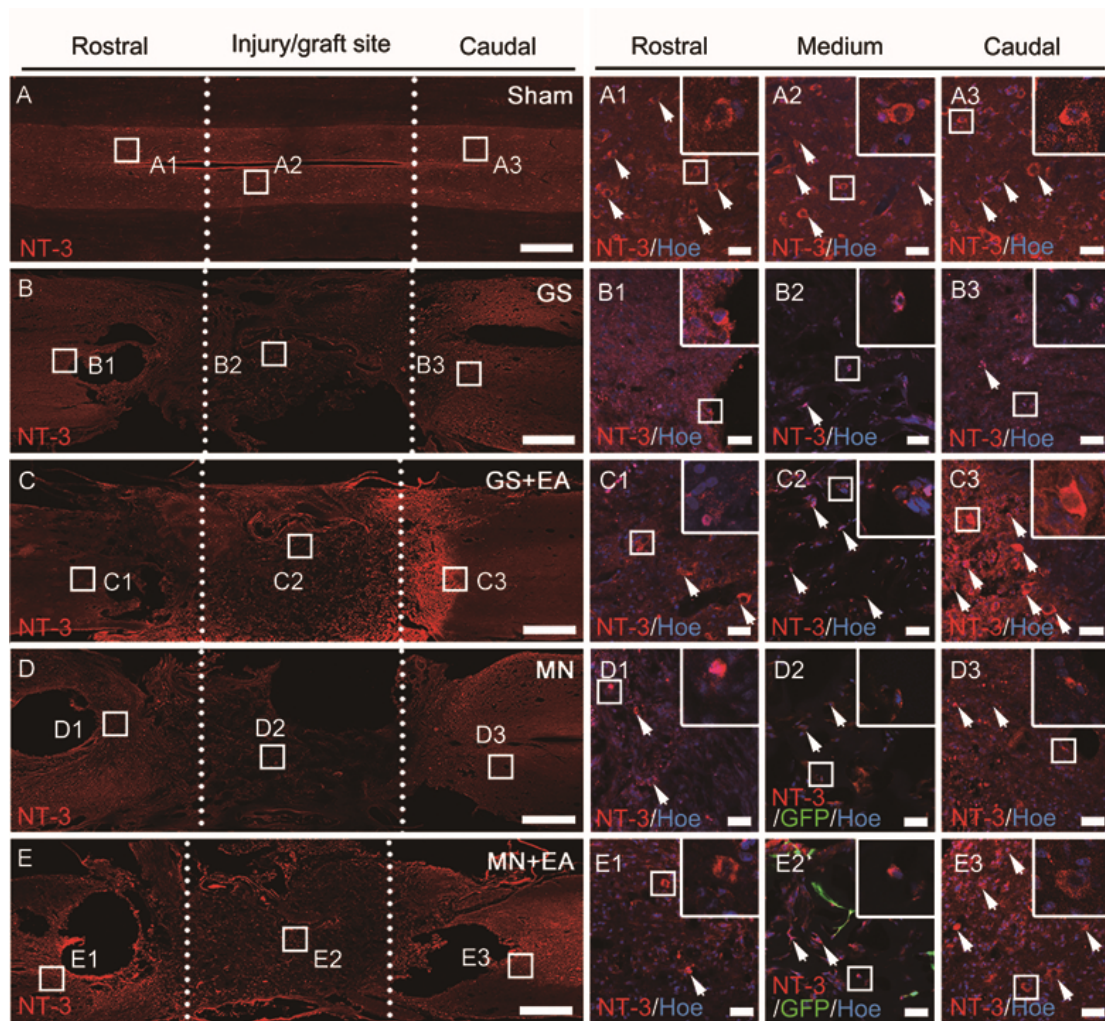 Rostral Injury/graft site Caudal Rostral Medium Caudal
A Sham A1 A2 A3
A1 A2 A3
NT-3 NT-3/Hoe NT-3/Hoe NT-3/Hoe
B GS B1 B2 B3
B1 B2 B3
NT-3 NT-3/Hoe NT-3/Hoe NT-3/Hoe
C GS+EA C1 C2 C3
C1 C2 C3
NT-3 NT-3/Hoe NT-3/Hoe NT-3/Hoe
D MN D1 D2 D3
D1 D2 D3
NT-3
NT-3 NT-3/Hoe /GFP/Hoe NT-3/Hoe
E MN+EA E1 E2 E3
E1 E2 E3
NT-3
NT-3 NT-3/Hoe /GFP/Hoe NT-3/Hoe